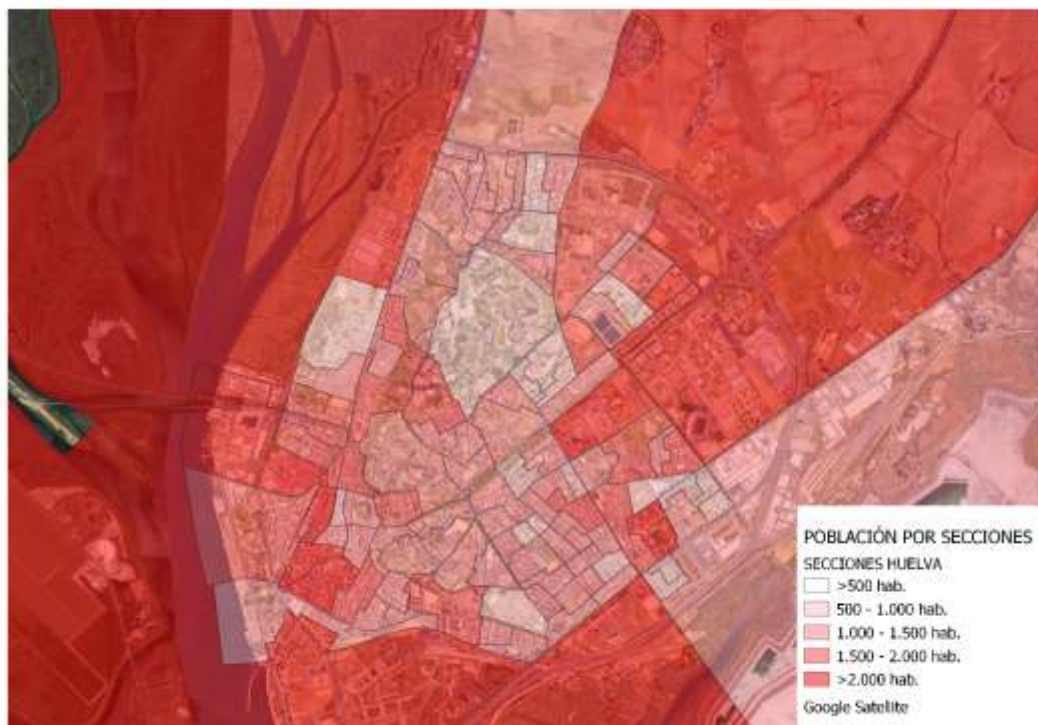 POBLACIÓN POR SECCIONES
SECCIONES HUELVA
>500 hab.
500 - 1.000 hab.
1.000 - 1.500 hab.
1.500 - 2.000 hab.
>2.000 hab.
Google Satellite